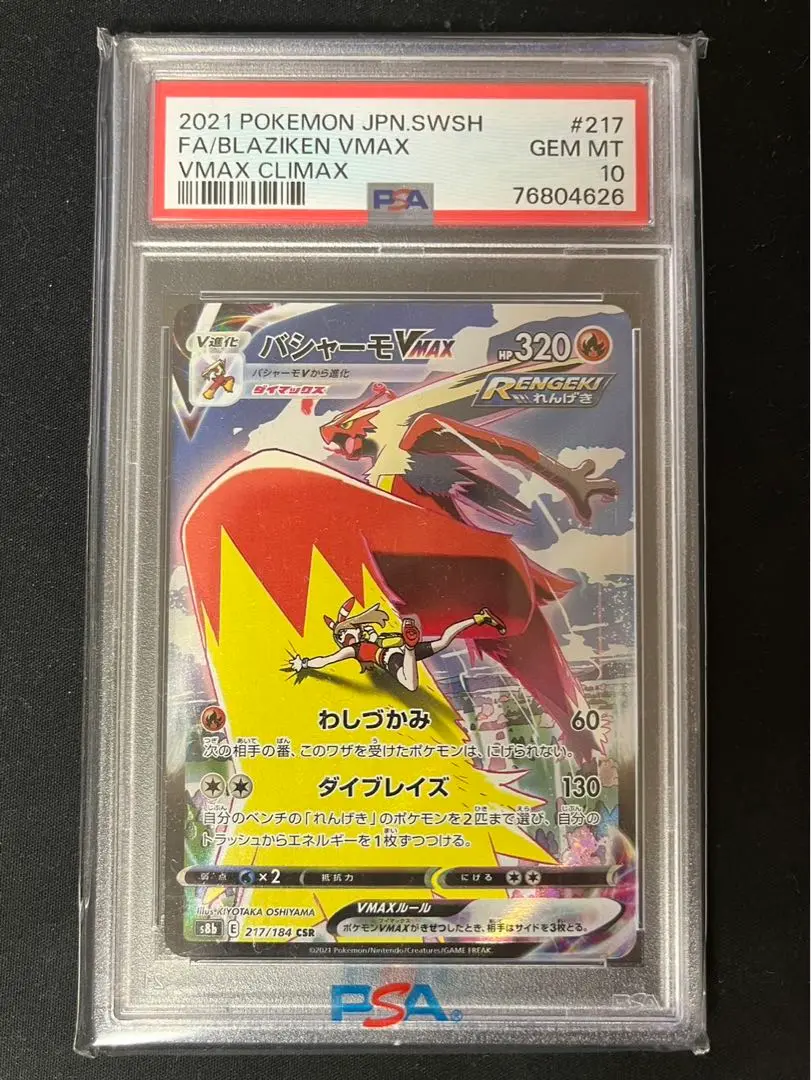 2021 POKEMON JPN.SWSH #217
FA/BLAZIKEN VMAX GEM MT
VMAX CLIMAX 10
76804626
PSA
V進化
バシャーモVMAX
HP320
バシャーモVから進化
ダイマックス
RENGEKI
れんげき
わしづかみ 60
次の相手の番、このワザを受けたポケモンは、にげられない。
ダイブレイズ 130
自分のベンチの「れんげき」のポケモンを2匹まで選び、自分の
トラッシュからエネルギーを1枚ずつつける。
弱点 ×2 抵抗力 にげる
Illus. KIYOTAKA OSHIYAMA
VMAXルール
ポケモンVMAXがきぜつしたとき、相手はサイドを3枚とる。
s8b E 217/184 CSR
©2021 Pokémon/Nintendo/Creatures/GAME FREAK.
PSA®
PSA